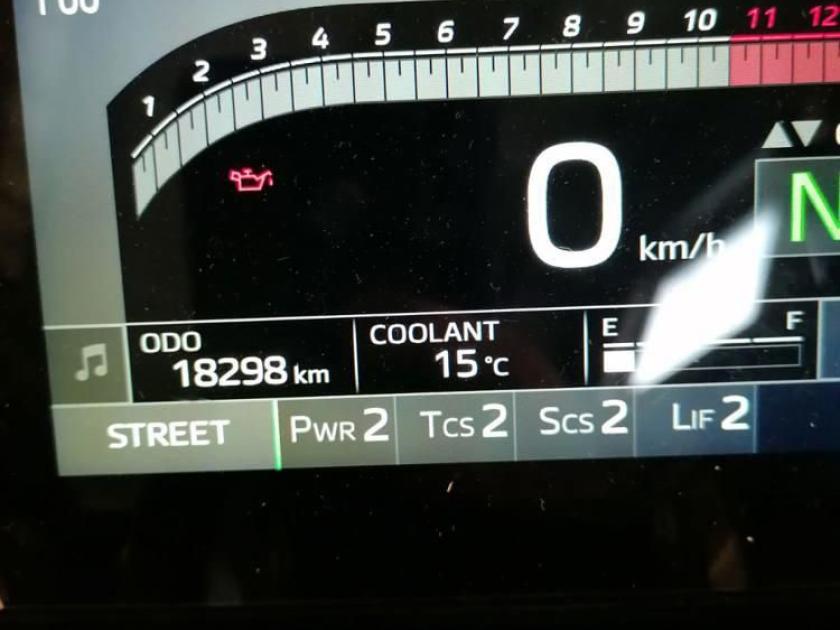 1 2 3 4 5 6 7 8 9 10 11 12
0 km/h
N
ODO
18298 km
COOLANT
15 °C
E F
STREET PWR 2 TCS 2 SCS 2 LIF 2